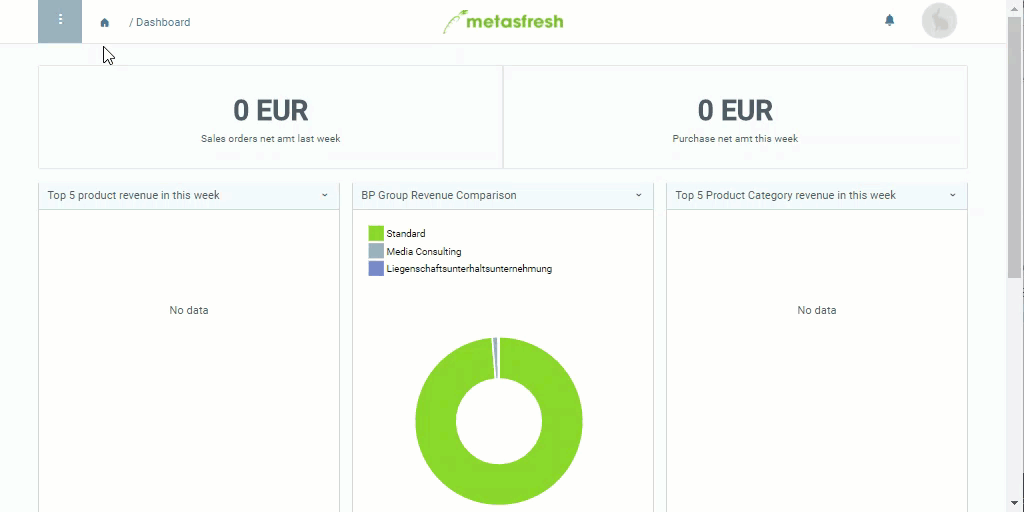 / Dashboard
metasfresh
0 EUR
Sales orders net amt last week
0 EUR
Purchase net amt this week
Top 5 product revenue in this week
No data
BP Group Revenue Comparison
Standard
Media Consulting
Liegenschaftsunterhaltsunternehmung
Top 5 Product Category revenue in this week
No data